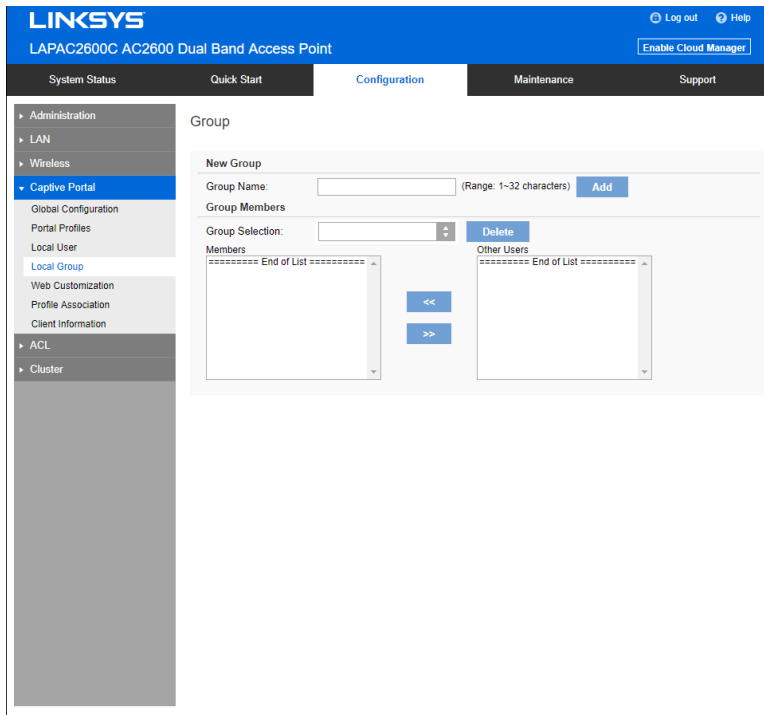 LINKSYS
Log out
Help
LAPAC2600C AC2600 Dual Band Access Point
Enable Cloud Manager
System Status
Quick Start
Configuration
Maintenance
Support
Administration
LAN
Wireless
Captive Portal
Global Configuration
Portal Profiles
Local User
Local Group
Web Customization
Profile Association
Client Information
ACL
Cluster
Group
New Group
Group Name:
(Range: 1~32 characters)
Add
Group Members
Group Selection:
Delete
Members
Other Users
========= End of List ==========
========= End of List ==========
<<
>>